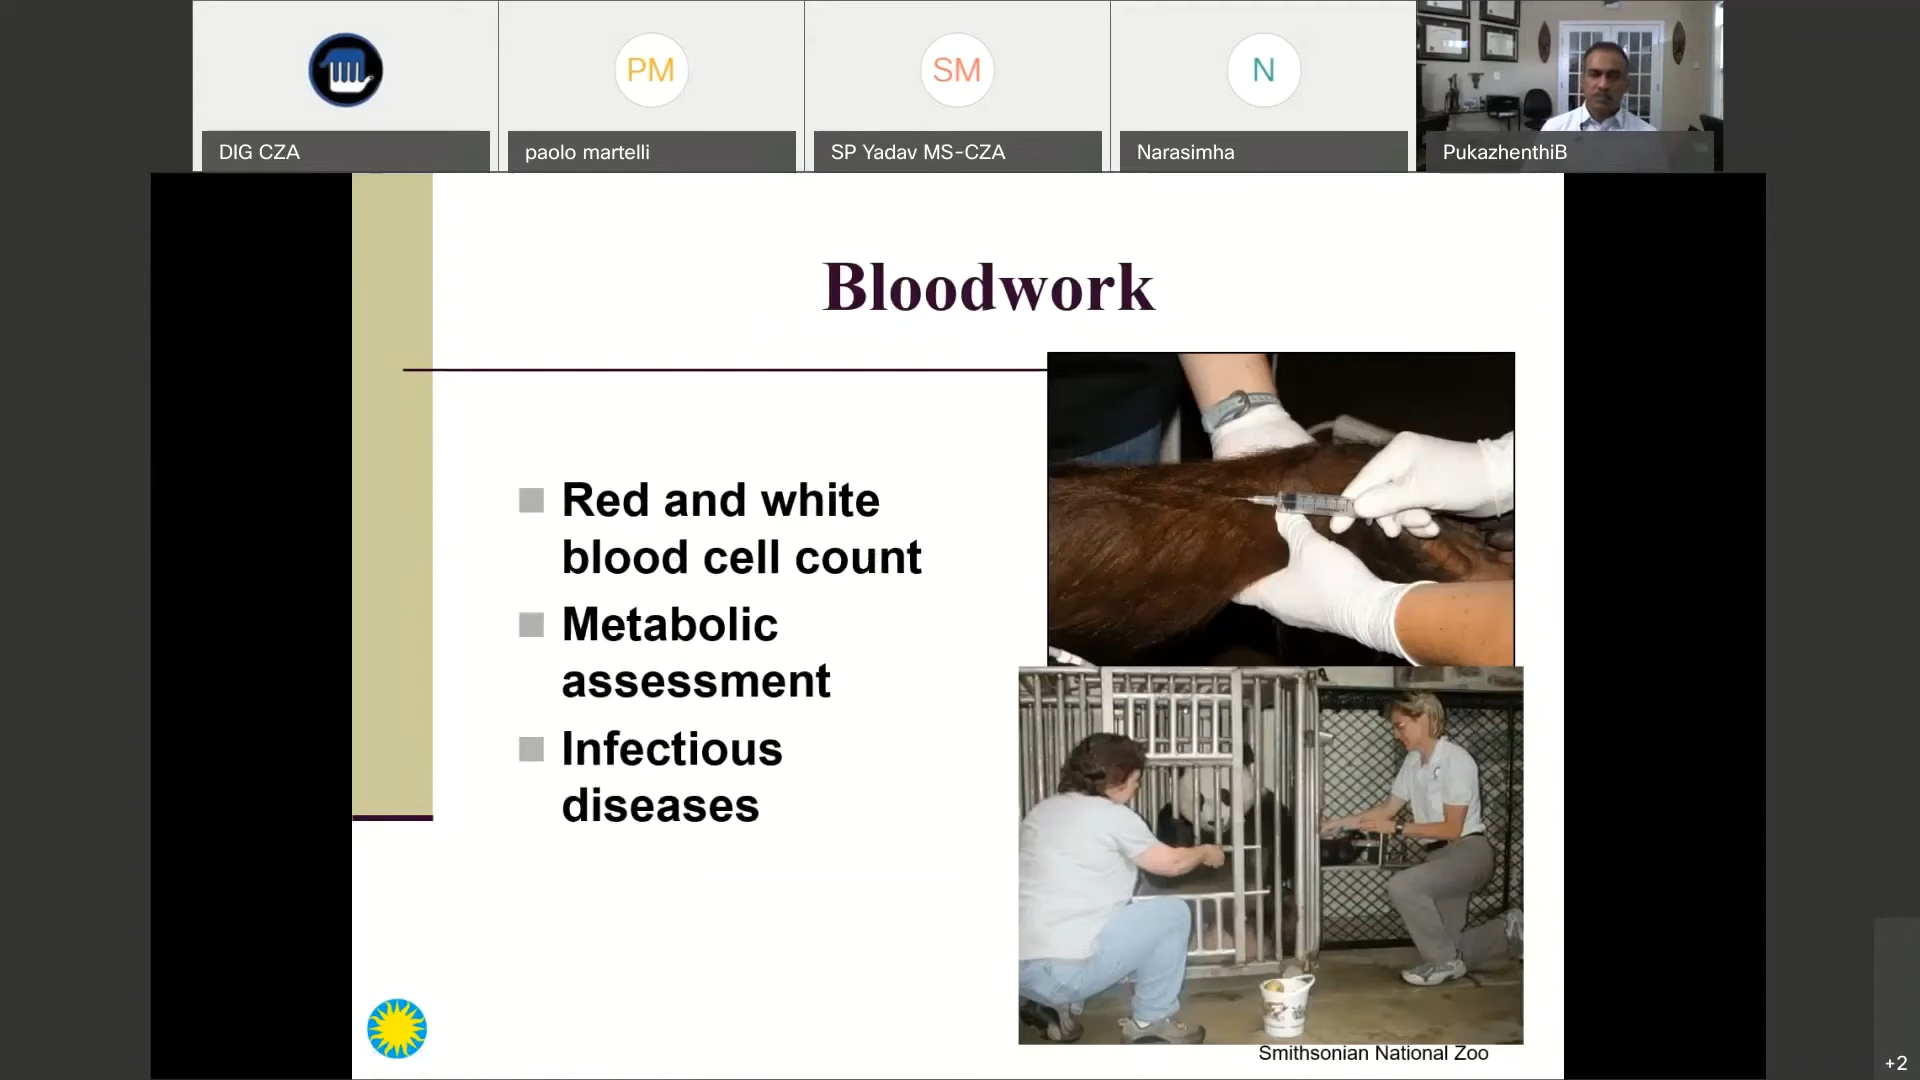 PM
SM
N
DIG CZA
paolo martelli
SP Yadav MS-CZA
Narasimha
PukazhenthiB
Bloodwork
Red and white
blood cell count
Metabolic
assessment
Infectious
diseases
Smithsonian National Zoo
+2